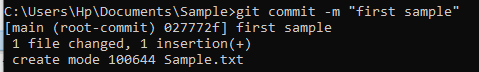 C:\Users\Hp\Documents\Sample>git commit -m "first sample"
[main (root-commit) 027772f] first sample
 1 file changed, 1 insertion(+)
 create mode 100644 Sample.txt